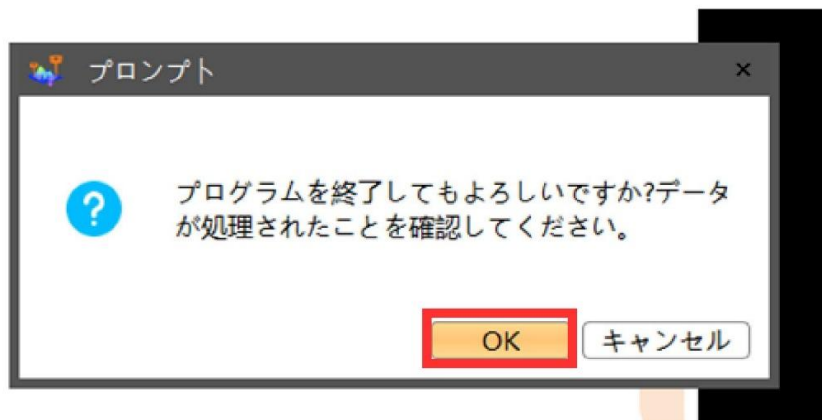 プロンプト
プログラムを終了してもよろしいですか?データ
が処理されたことを確認してください。
OK
キャンセル